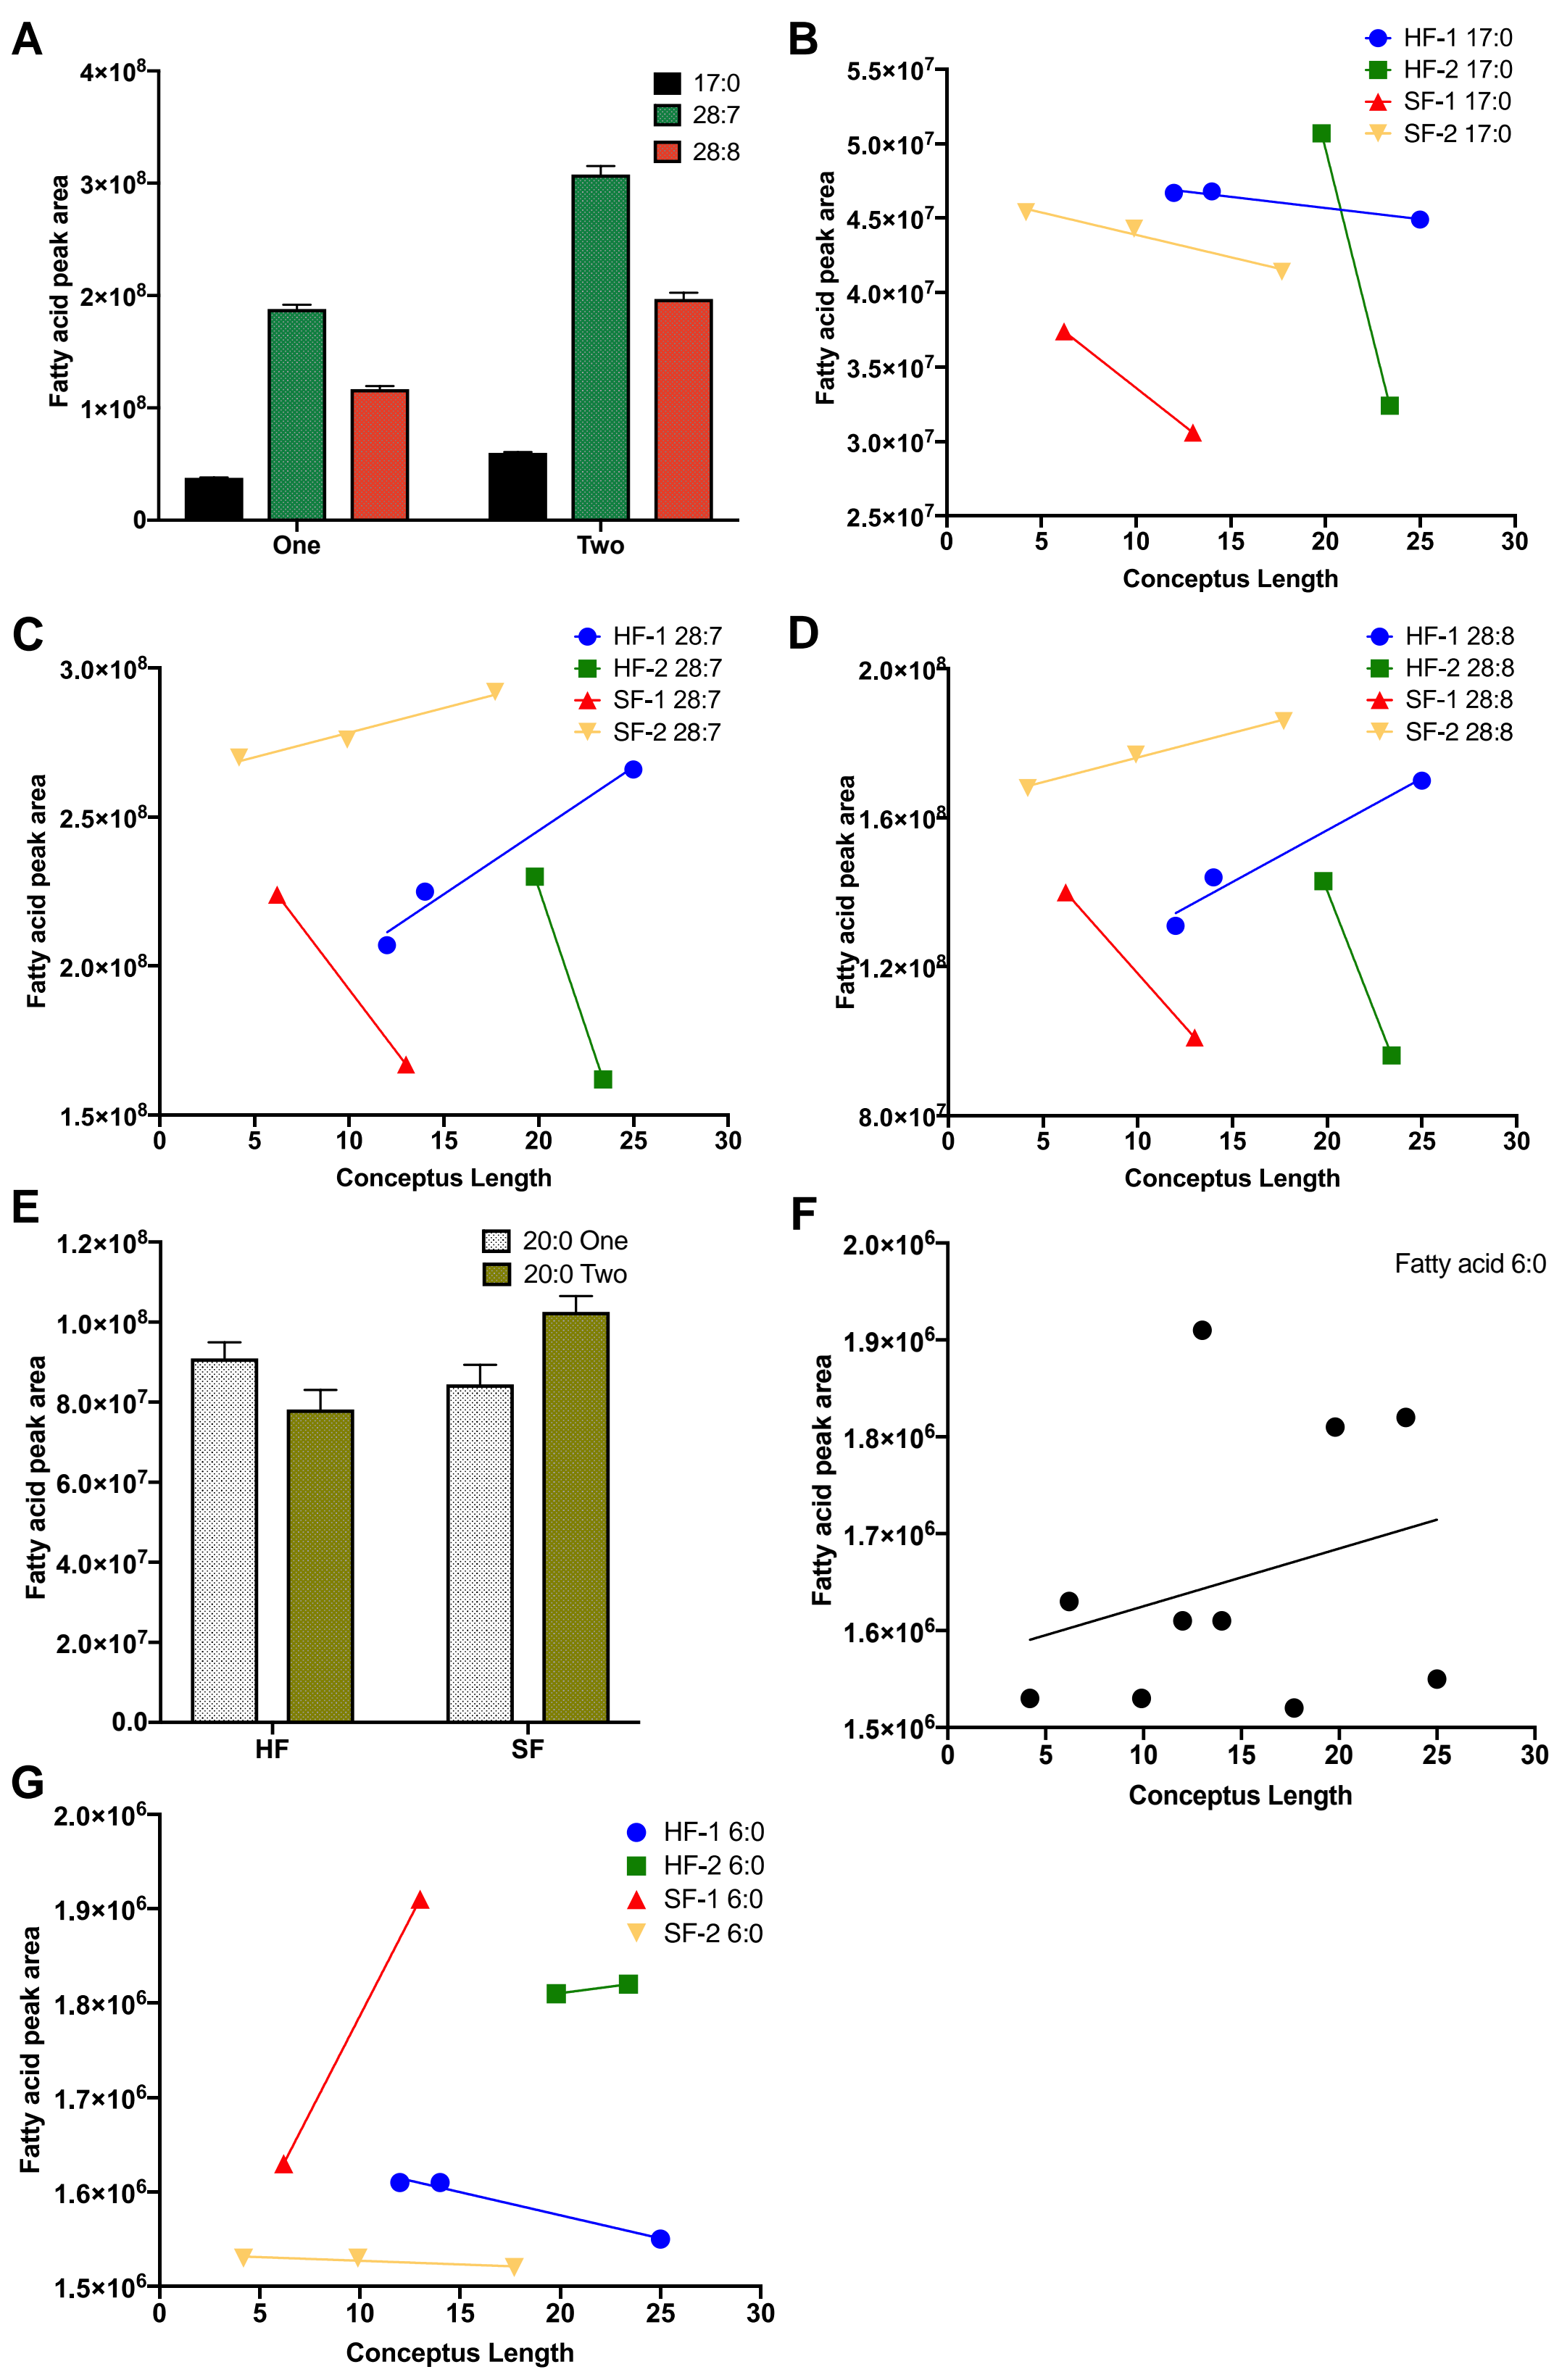 A
4×10⁸
3×10⁸
2×10⁸
1×10⁸
0
Fatty acid peak area
17:0
28:7
28:8
One Two
B
HF-1 17:0
HF-2 17:0
SF-1 17:0
SF-2 17:0
5.5×10⁷
5.0×10⁷
4.5×10⁷
4.0×10⁷
3.5×10⁷
3.0×10⁷
2.5×10⁷
Fatty acid peak area
0 5 10 15 20 25 30
Conceptus Length
C
HF-1 28:7
HF-2 28:7
SF-1 28:7
SF-2 28:7
3.0×10⁸
2.5×10⁸
2.0×10⁸
1.5×10⁸
Fatty acid peak area
0 5 10 15 20 25 30
Conceptus Length
D
HF-1 28:8
HF-2 28:8
SF-1 28:8
SF-2 28:8
2.0×10⁸
1.6×10⁸
1.2×10⁸
8.0×10⁷
Fatty acid peak area
0 5 10 15 20 25 30
Conceptus Length
E
1.2×10⁸
1.0×10⁸
8.0×10⁷
6.0×10⁷
4.0×10⁷
2.0×10⁷
0.0
Fatty acid peak area
20:0 One
20:0 Two
HF SF
F
Fatty acid 6:0
2.0×10⁶
1.9×10⁶
1.8×10⁶
1.7×10⁶
1.6×10⁶
1.5×10⁶
Fatty acid peak area
0 5 10 15 20 25 30
Conceptus Length
G
2.0×10⁶
1.9×10⁶
1.8×10⁶
1.7×10⁶
1.6×10⁶
1.5×10⁶
Fatty acid peak area
HF-1 6:0
HF-2 6:0
SF-1 6:0
SF-2 6:0
0 5 10 15 20 25 30
Conceptus Length